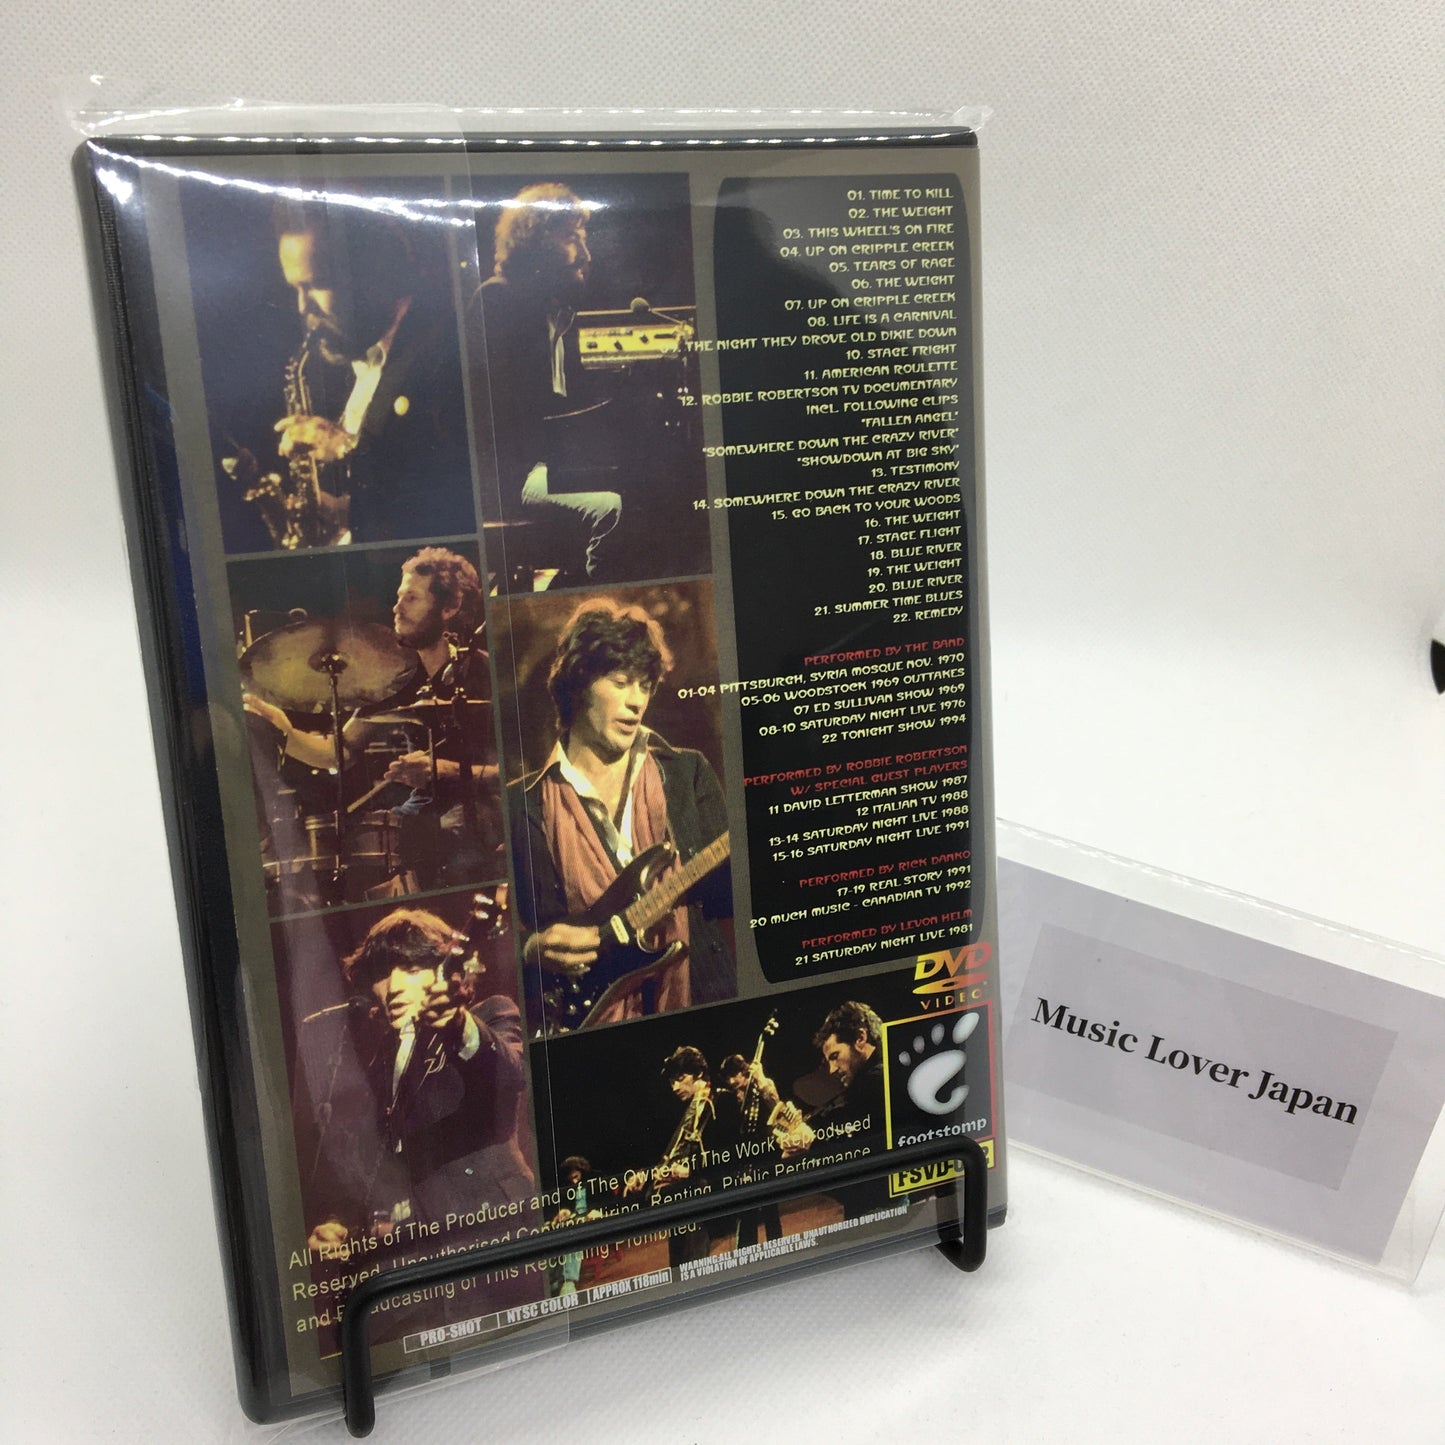 01. TIME TO KILL
02. THE WEIGHT
03. THIS WHEEL'S ON FIRE
04. UP ON CRIPPLE CREEK
05. TEARS OF RAGE
06. THE WEIGHT
07. UP ON CRIPPLE CREEK
08. LIFE IS A CARNIVAL
THE NIGHT THEY DROVE OLD DIXIE DOWN
10. STAGE FRIGHT
11. AMERICAN ROULETTE
12. ROBBIE ROBERTSON TV DOCUMENTARY
INCL. FOLLOWING CLIPS
"FALLEN ANGEL"
"SOMEWHERE DOWN THE CRAZY RIVER"
"SHOWDOWN AT BIG SKY"
13. TESTIMONY
14. SOMEWHERE DOWN THE CRAZY RIVER
15. GO BACK TO YOUR WOODS
16. THE WEIGHT
17. STAGE FLIGHT
18. BLUE RIVER
19. THE WEIGHT
20. BLUE RIVER
21. SUMMER TIME BLUES
22. REMEDY
PERFORMED BY THE BAND
01-04 PITTSBURGH, SYRIA MOSQUE NOV. 1970
05-06 WOODSTOCK 1969 OUTTAKES
07 ED SULLIVAN SHOW 1969
08-10 SATURDAY NIGHT LIVE 1976
22 TONIGHT SHOW 1994
PERFORMED BY ROBBIE ROBERTSON
W/ SPECIAL GUEST PLAYERS
11 DAVID LETTERMAN SHOW 1987
12 ITALIAN TV 1988
13-14 SATURDAY NIGHT LIVE 1988
15-16 SATURDAY NIGHT LIVE 1991
PERFORMED BY RICK DANKO
17-19 REAL STORY 1991
20 MUCH MUSIC - CANADIAN TV 1992
PERFORMED BY LEVON HELM
21 SATURDAY NIGHT LIVE 1981
DVD
VIDEO
footstomp
FSVD-
All Rights of The Producer and of The Owner of The Work Reproduced
Reserved. Unauthorised Copying Hiring, Renting, Public Performance
and Broadcasting of This Recording Prohibited.
PRO-SHOT NTSC COLOR APPROX 118min
WARNING:ALL RIGHTS RESERVED. UNAUTHORIZED DUPLICATION
IS A VIOLATION OF APPLICABLE LAWS.
Music Lover Japan